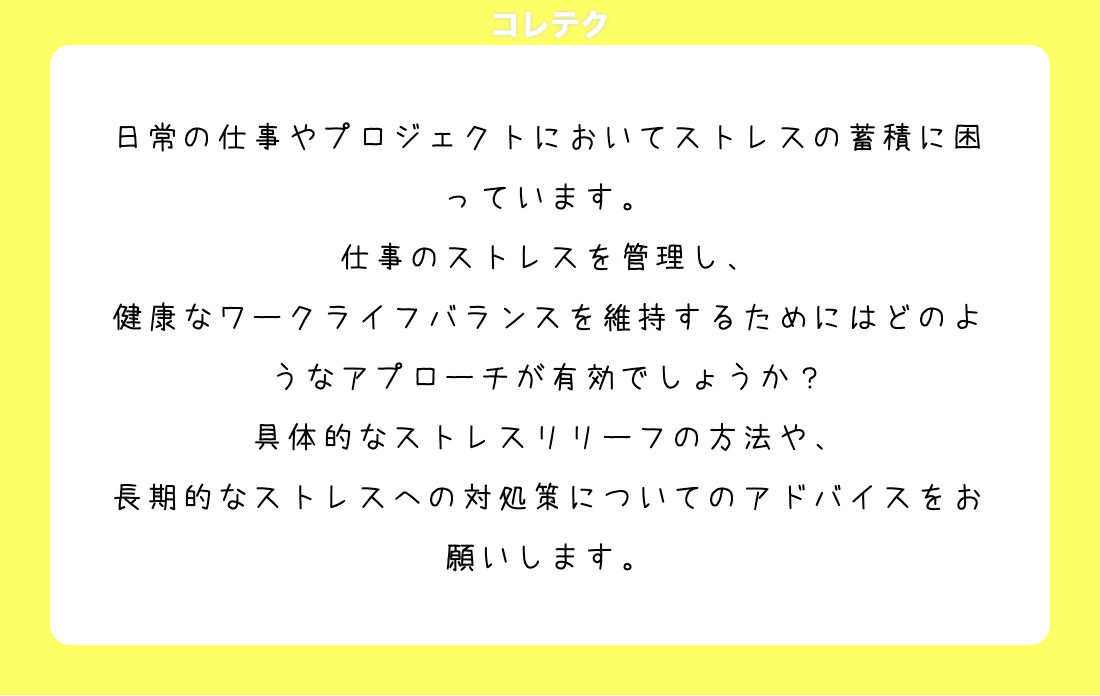 コレテク
日常の仕事やプロジェクトにおいてストレスの蓄積に困
っています。
仕事のストレスを管理し、
健康なワークライフバランスを維持するためにはどのよ
うなアプローチが有効でしょうか？
具体的なストレスリリーフの方法や、
長期的なストレスへの対処策についてのアドバイスをお
願いします。